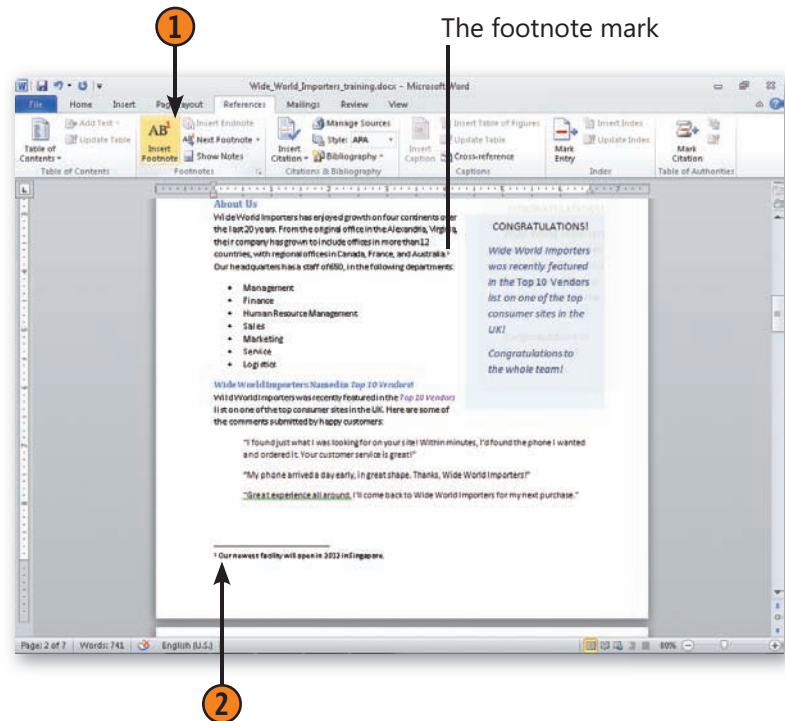 1
The footnote mark
Wide_World_Importers_training.docx - Microsoft Word
File Home Insert Page Layout References Mailings Review View
Table of Contents
Add Text
Update Table
Table of Contents
AB1
Insert Footnote
Insert Endnote
Next Footnote
Show Notes
Footnotes
Insert Citation
Manage Sources
Style: APA
Bibliography
Citations & Bibliography
Insert Caption
Insert Table of Figures
Update Table
Cross-reference
Captions
Mark Entry
Insert Index
Update Index
Index
Mark Citation
Table of Authorities
About Us
Wide World Importers has enjoyed growth on four continents over
the last 20 years. From the original office in the Alexandria, Virginia,
their company has grown to include offices in more than 12
countries, with regional offices in Canada, France, and Australia.1
Our headquarters has a staff of 650, in the following departments:
• Management
• Finance
• Human Resource Management
• Sales
• Marketing
• Service
• Logistics
CONGRATULATIONS!
Wide World Importers
was recently featured
in the Top 10 Vendors
list on one of the top
consumer sites in the
UK!
Congratulations to
the whole team!
Wide World Importers Named in Top 10 Vendors!
Wild World Importers was recently featured in the Top 10 Vendors
list on one of the top consumer sites in the UK. Here are some of
the comments submitted by happy customers:
"I found just what I was looking for on your site! Within minutes, I'd found the phone I wanted
and ordered it. Your customer service is great!"
"My phone arrived a day early, in great shape. Thanks, Wide World Importers!"
"Great experience all around. I'll come back to Wide World Importers for my next purchase."
1 Our newest facility will open in 2012 in Singapore.
Page: 2 of 7 Words: 741 English (U.S.) 80%
2